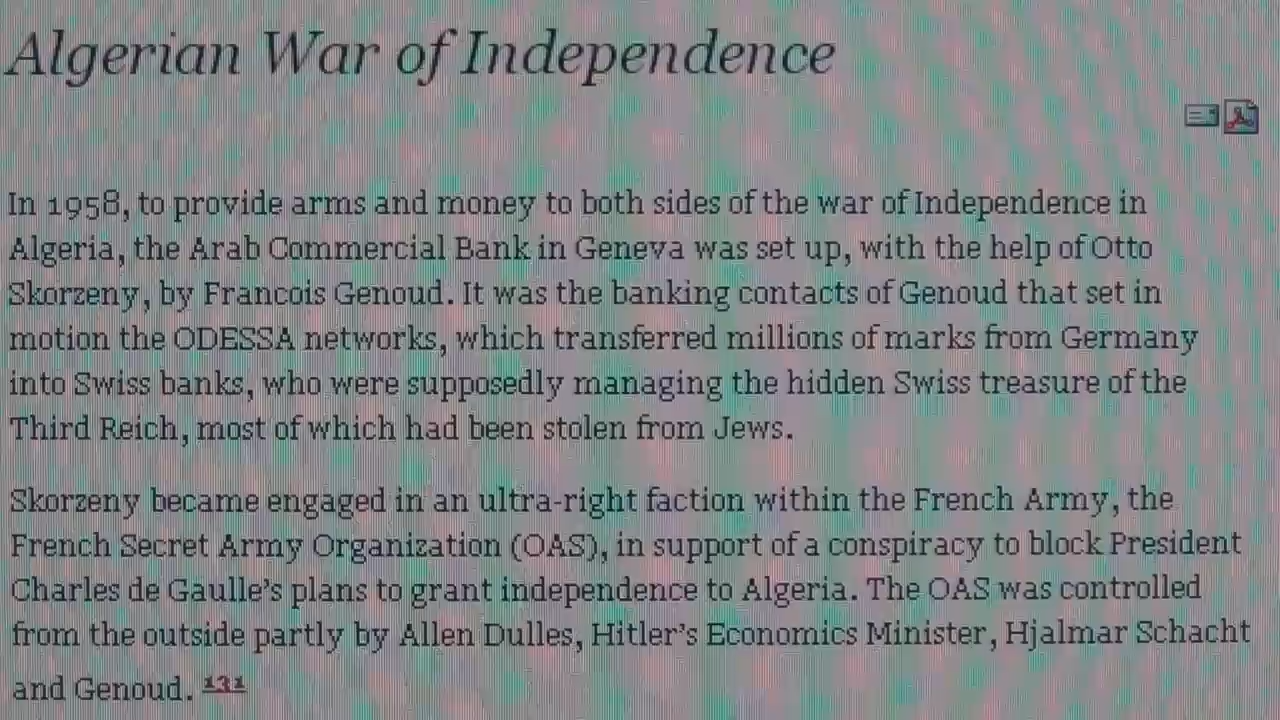 Algerian War of Independence
In 1958, to provide arms and money to both sides of the war of Independence in
Algeria, the Arab Commercial Bank in Geneva was set up, with the help of Otto
Skorzeny, by Francois Genoud. It was the banking contacts of Genoud that set in
motion the ODESSA networks, which transferred millions of marks from Germany
into Swiss banks, who were supposedly managing the hidden Swiss treasure of the
Third Reich, most of which had been stolen from Jews.
Skorzeny became engaged in an ultra-right faction within the French Army, the
French Secret Army Organization (OAS), in support of a conspiracy to block President
Charles de Gaulle's plans to grant independence to Algeria. The OAS was controlled
from the outside partly by Allen Dulles, Hitler's Economics Minister, Hjalmar Schacht
and Genoud. 131